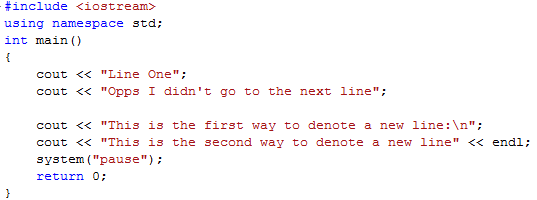 #include <iostream>
using namespace std;
int main()
{
    cout << "Line One";
    cout << "Opps I didn't go to the next line";

    cout << "This is the first way to denote a new line:\n";
    cout << "This is the second way to denote a new line" << endl;
    system("pause");
    return 0;
}